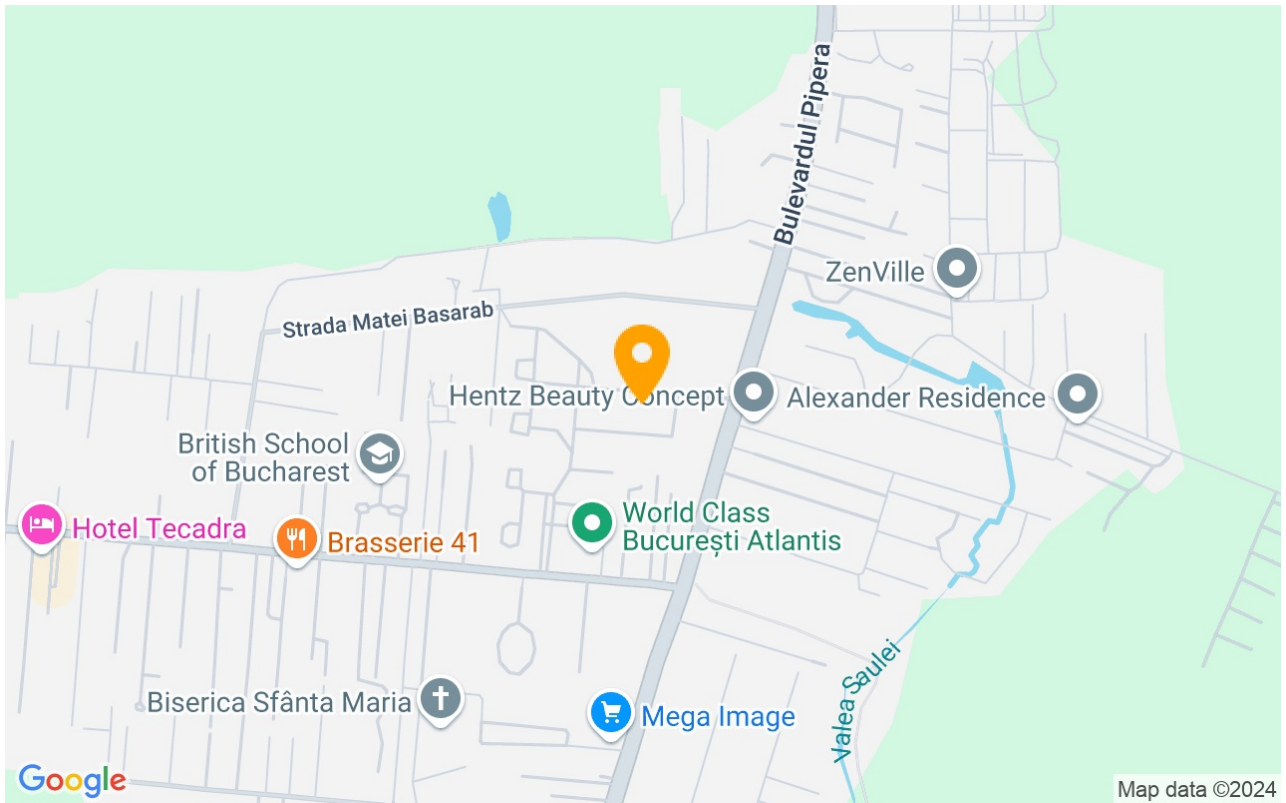 Bulevardul Pipera
ZenVille
Strada Matei Basarab
Hentz Beauty Concept
Alexander Residence
British School
of Bucharest
World Class
București Atlantis
Hotel Tecadra
Brasserie 41
Valea Saulei
Biserica Sfânta Maria
Mega Image
Google
Map data ©2024